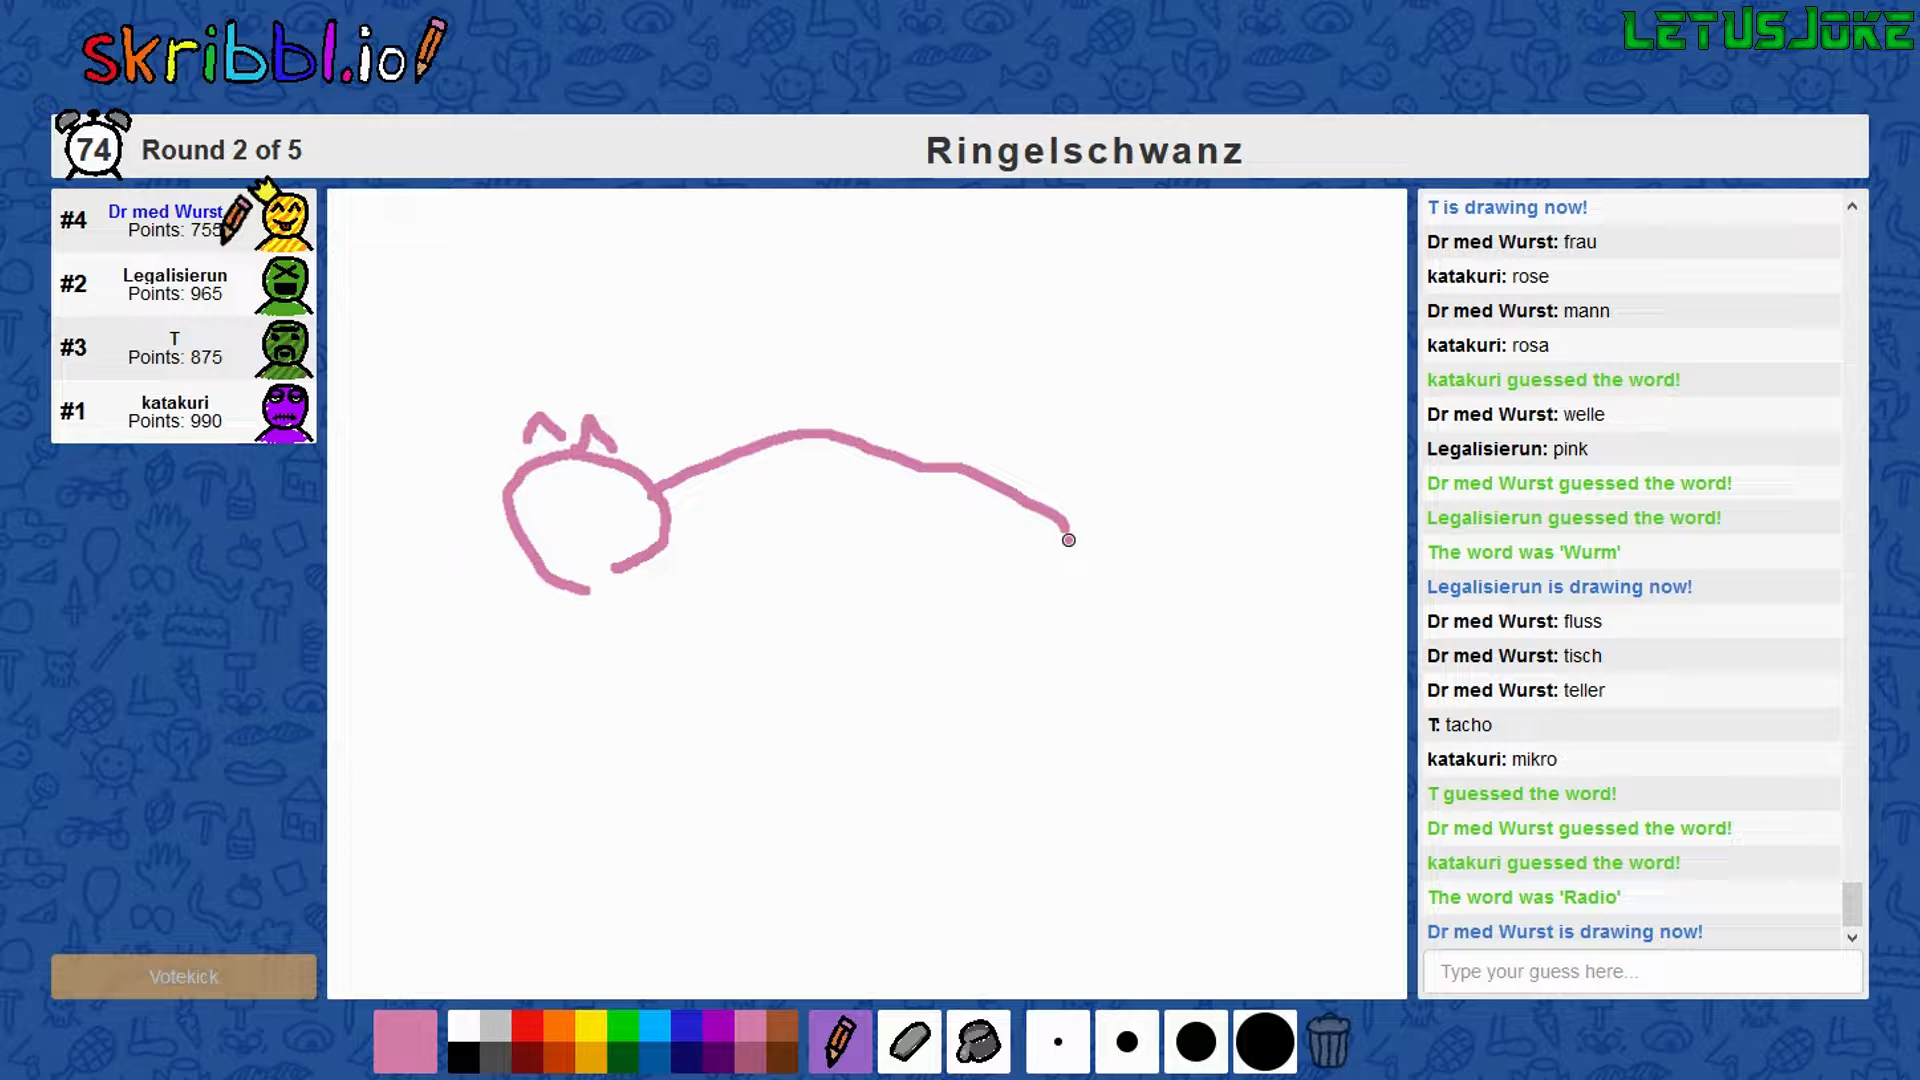 skribbl.io
LETUSJOKE
74
Round 2 of 5
Ringelschwanz
#4
Dr med Wurst
Points: 755
#2
Legalisierun
Points: 965
#3
T
Points: 875
#1
katakuri
Points: 990
Votekick
T is drawing now!
Dr med Wurst: frau
katakuri: rose
Dr med Wurst: mann
katakuri: rosa
katakuri guessed the word!
Dr med Wurst: welle
Legalisierun: pink
Dr med Wurst guessed the word!
Legalisierun guessed the word!
The word was 'Wurm'
Legalisierun is drawing now!
Dr med Wurst: fluss
Dr med Wurst: tisch
Dr med Wurst: teller
T: tacho
katakuri: mikro
T guessed the word!
Dr med Wurst guessed the word!
katakuri guessed the word!
The word was 'Radio'
Dr med Wurst is drawing now!
Type your guess here...